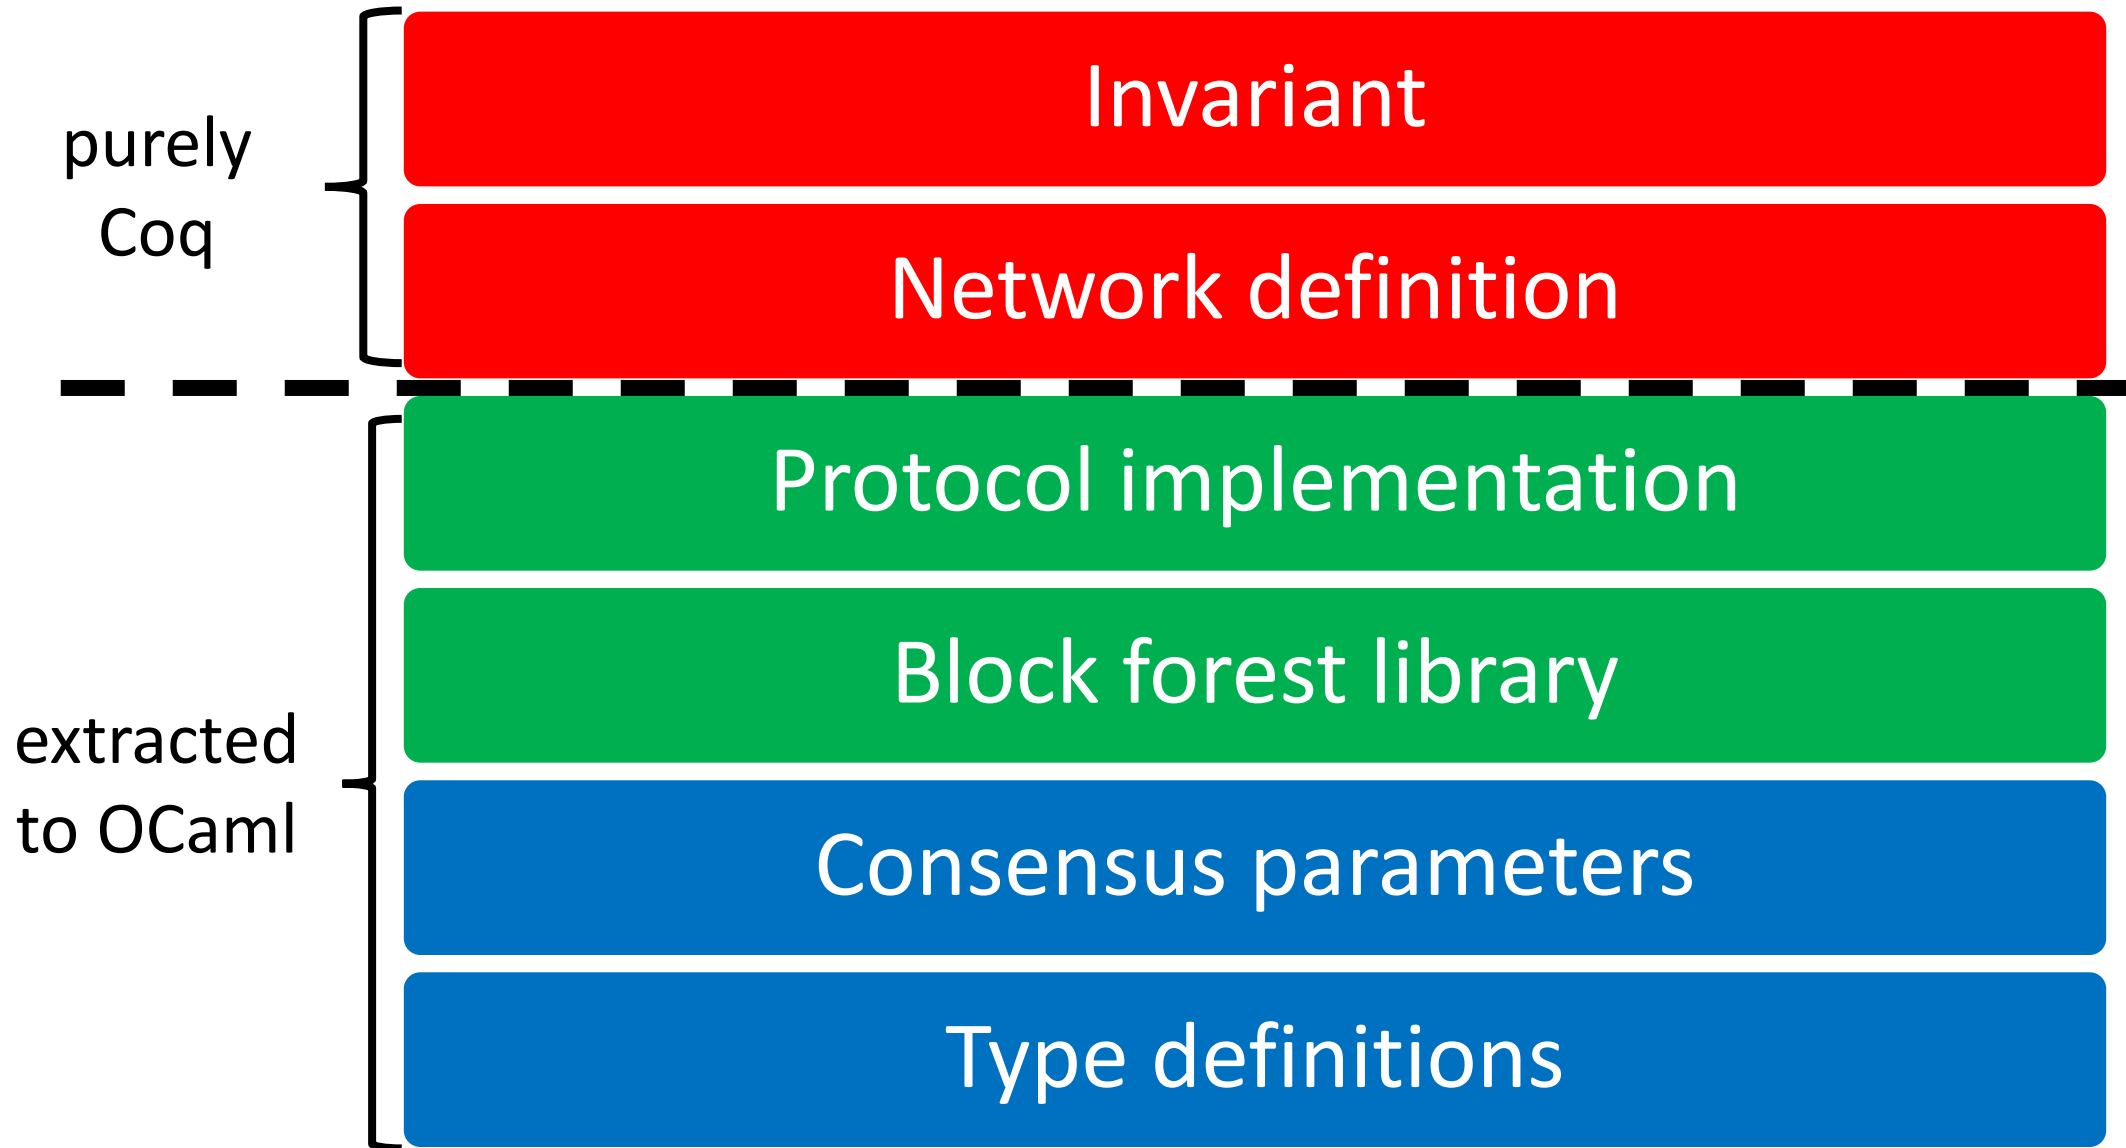 purely
Coq
Invariant
Network definition
extracted
to OCaml
Protocol implementation
Block forest library
Consensus parameters
Type definitions